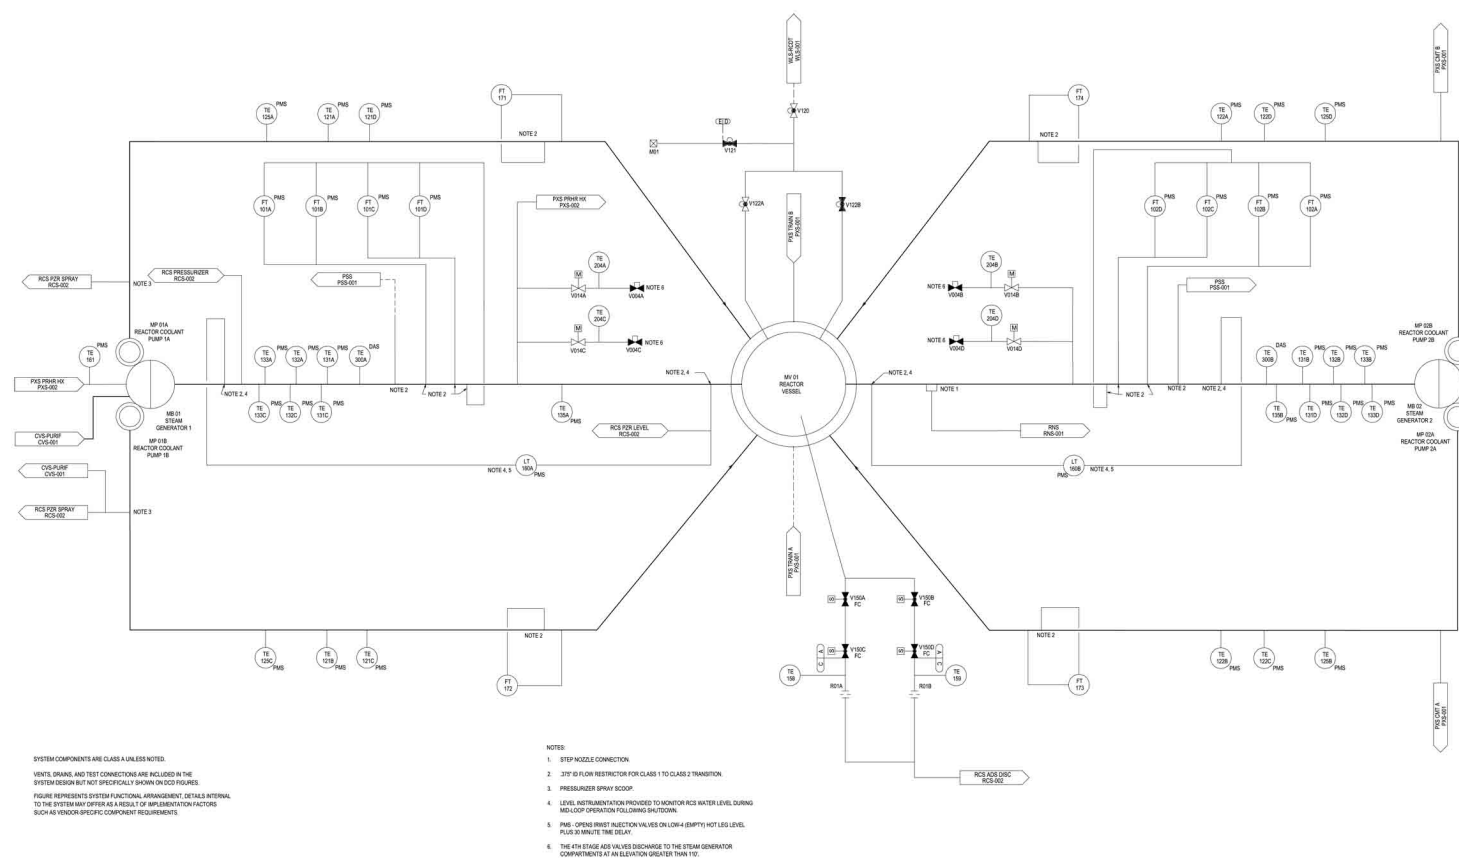 WLS-RCDT
WLS-001
PXS CMT B
PXS-001
FT
171
FT
174
TE
125A
PMS
TE
121A
PMS
TE
121D
PMS
V120
TE
122A
PMS
TE
122D
PMS
TE
125D
PMS
E D
NOTE 2
NOTE 2
M01
V121
FT
101A
PMS
FT
101B
PMS
FT
101C
PMS
FT
101D
PMS
PXS PRHR HX
PXS-002
V122A
PXS TRAIN B
PXS-001
V122B
FT
102D
PMS
FT
102C
PMS
FT
102B
PMS
FT
102A
PMS
RCS PZR SPRAY
RCS-002
NOTE 3
RCS PRESSURIZER
RCS-002
PSS
PSS-001
M
V014A
TE
204A
V004A
NOTE 6
NOTE 6
V004B
TE
204B
M
V014B
PSS
PSS-001
M
V014C
TE
204C
V004C
NOTE 6
NOTE 6
V004D
TE
204D
M
V014D
MP 01A
REACTOR COOLANT
PUMP 1A
MP 02B
REACTOR COOLANT
PUMP 2B
TE
161
PMS
TE
133A
PMS
TE
132A
PMS
TE
131A
PMS
TE
300A
DAS
TE
300B
DAS
TE
131B
PMS
TE
132B
PMS
TE
133B
PMS
PXS PRHR HX
PXS-002
NOTE 2, 4
NOTE 2
NOTE 2
NOTE 2, 4
MV 01
REACTOR
VESSEL
NOTE 2, 4
NOTE 1
NOTE 2
NOTE 2
NOTE 2, 4
TE
133C
PMS
TE
132C
PMS
TE
131C
PMS
TE
135A
PMS
TE
135B
PMS
TE
131D
PMS
TE
132D
PMS
TE
133D
PMS
MB 01
STEAM
GENERATOR 1
MB 02
STEAM
GENERATOR 2
CVS-PURIF
CVS-001
MP 01B
REACTOR COOLANT
PUMP 1B
RCS PZR LEVEL
RCS-002
RNS
RNS-001
MP 02A
REACTOR COOLANT
PUMP 2A
CVS-PURIF
CVS-001
NOTE 4, 5
LT
160A
PMS
LT
160B
PMS
NOTE 4, 5
RCS PZR SPRAY
RCS-002
NOTE 3
PXS TRAIN A
PXS-001
S
V150A
FC
S
V150B
FC
NOTE 2
NOTE 2
S
V150C
FC
A
C
S
V150D
FC
A
C
TE
125C
PMS
TE
121B
PMS
TE
121C
PMS
FT
172
TE
158
R01A
R01B
TE
159
FT
173
TE
122B
PMS
TE
122C
PMS
TE
125B
PMS
PXS CMT A
PXS-001
RCS ADS DISC
RCS-002
SYSTEM COMPONENTS ARE CLASS A UNLESS NOTED.
VENTS, DRAINS, AND TEST CONNECTIONS ARE INCLUDED IN THE
SYSTEM DESIGN BUT NOT SPECIFICALLY SHOWN ON DCD FIGURES.
FIGURE REPRESENTS SYSTEM FUNCTIONAL ARRANGEMENT, DETAILS INTERNAL
TO THE SYSTEM MAY DIFFER AS A RESULT OF IMPLEMENTATION FACTORS
SUCH AS VENDOR-SPECIFIC COMPONENT REQUIREMENTS.
NOTES:
1. STEP NOZZLE CONNECTION.
2. .375" ID FLOW RESTRICTOR FOR CLASS 1 TO CLASS 2 TRANSITION.
3. PRESSURIZER SPRAY SCOOP.
4. LEVEL INSTRUMENTATION PROVIDED TO MONITOR RCS WATER LEVEL DURING
MID-LOOP OPERATION FOLLOWING SHUTDOWN.
5. PMS - OPENS IRWST INJECTION VALVES ON LOW-4 (EMPTY) HOT LEG LEVEL
PLUS 30 MINUTE TIME DELAY.
6. THE 4TH STAGE ADS VALVES DISCHARGE TO THE STEAM GENERATOR
COMPARTMENTS AT AN ELEVATION GREATER THAN 110'.